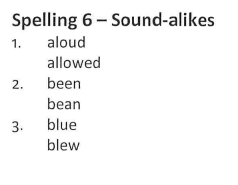 Spelling 6 – Sound-alikes
1. aloud
allowed
2. been
bean
3. blue
blew